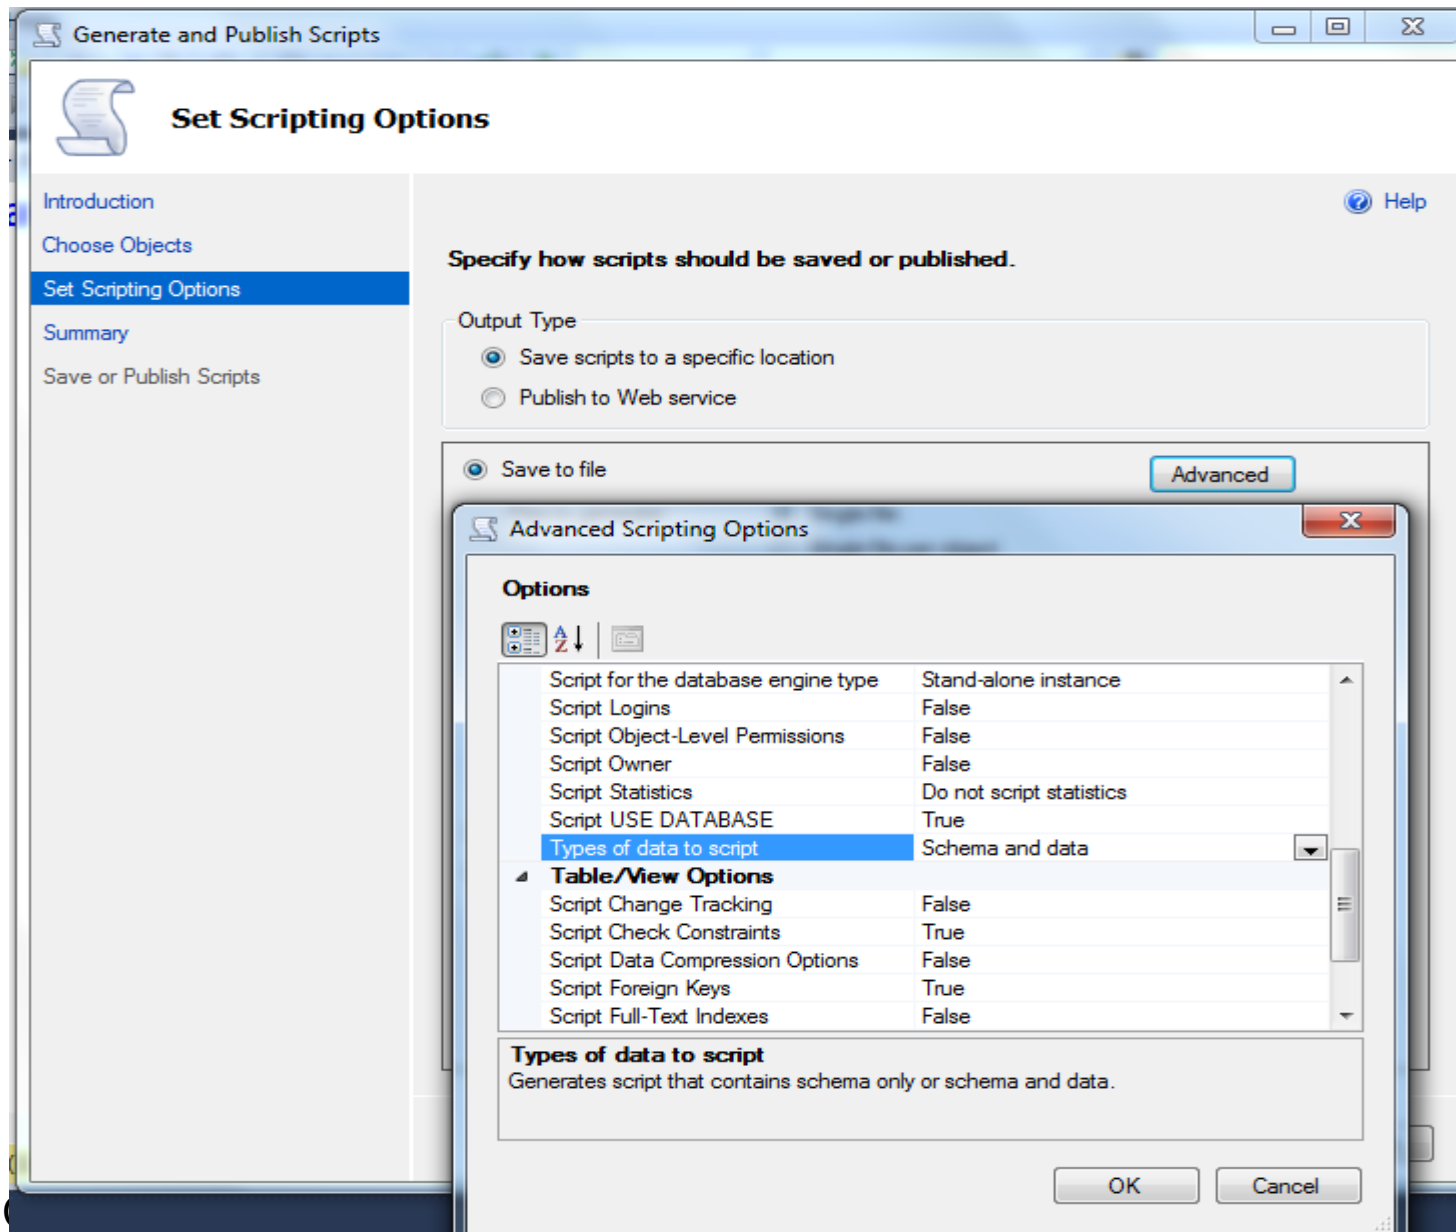 Generate and Publish Scripts
Set Scripting Options
Introduction
Choose Objects
Set Scripting Options
Summary
Save or Publish Scripts
Help
Specify how scripts should be saved or published.
Output Type
Save scripts to a specific location
Publish to Web service
Save to file
Advanced
Advanced Scripting Options
Options
Script for the database engine type Stand-alone instance
Script Logins False
Script Object-Level Permissions False
Script Owner False
Script Statistics Do not script statistics
Script USE DATABASE True
Types of data to script Schema and data
Table/View Options
Script Change Tracking False
Script Check Constraints True
Script Data Compression Options False
Script Foreign Keys True
Script Full-Text Indexes False
Types of data to script
Generates script that contains schema only or schema and data.
OK Cancel